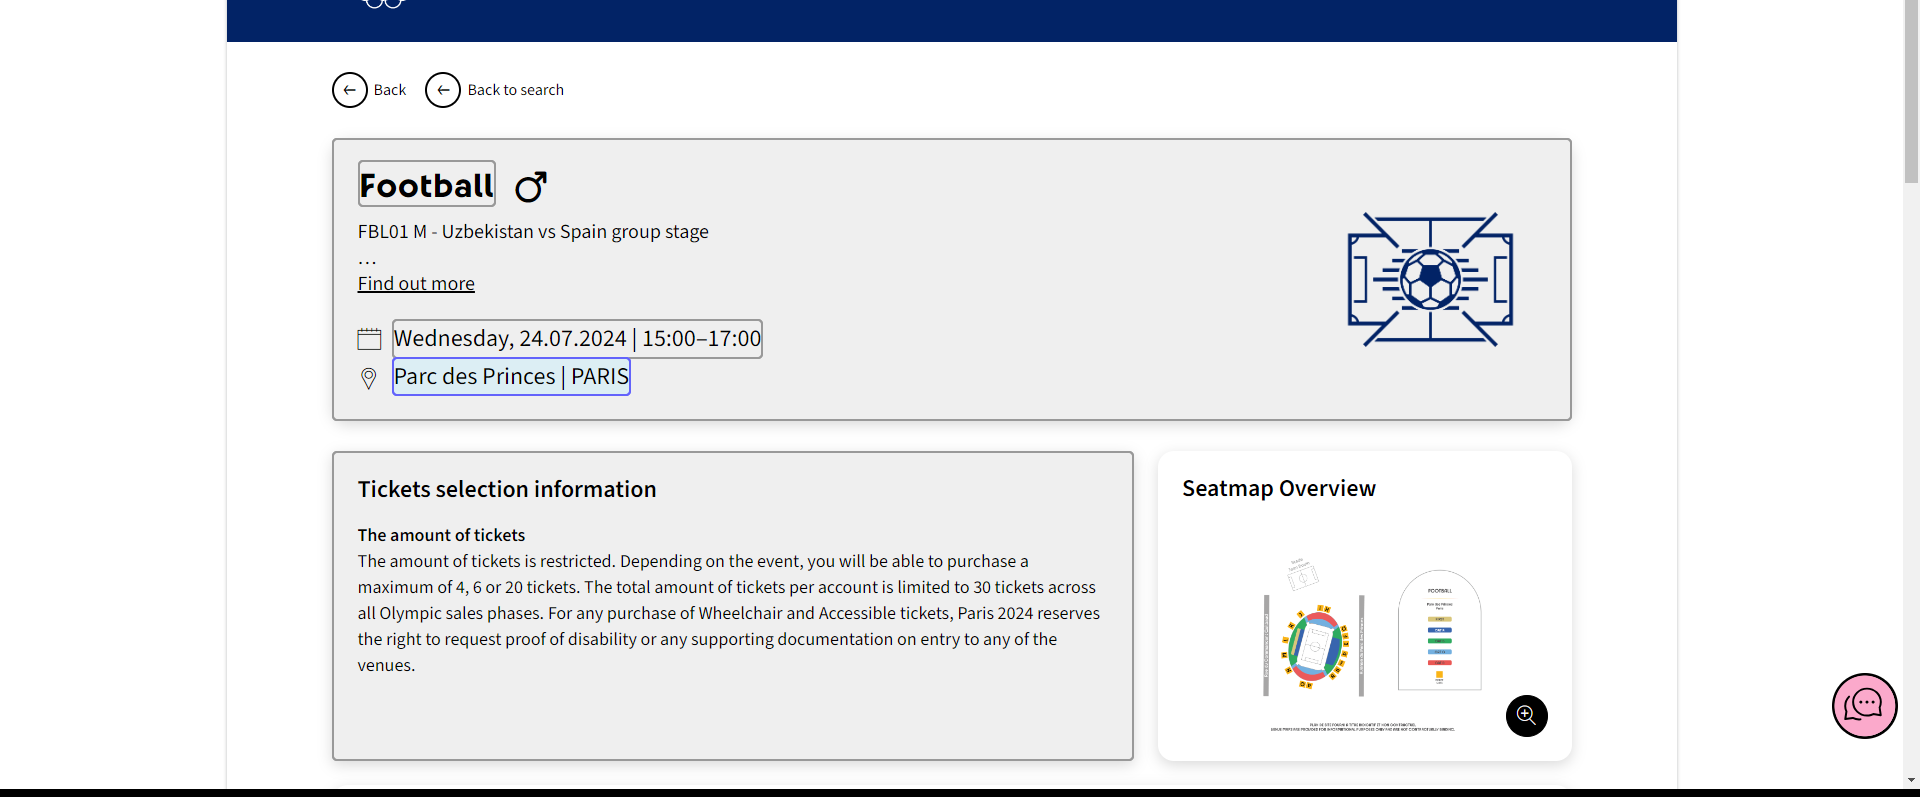 Back
Back to search
Football
FBL01 M - Uzbekistan vs Spain group stage
...
Find out more
Wednesday, 24.07.2024 | 15:00–17:00
Parc des Princes | PARIS
Tickets selection information
The amount of tickets
The amount of tickets is restricted. Depending on the event, you will be able to purchase a
maximum of 4, 6 or 20 tickets. The total amount of tickets per account is limited to 30 tickets across
all Olympic sales phases. For any purchase of Wheelchair and Accessible tickets, Paris 2024 reserves
the right to request proof of disability or any supporting documentation on entry to any of the
venues.
Seatmap Overview
FOOTBALL
Parc des Princes
Paris